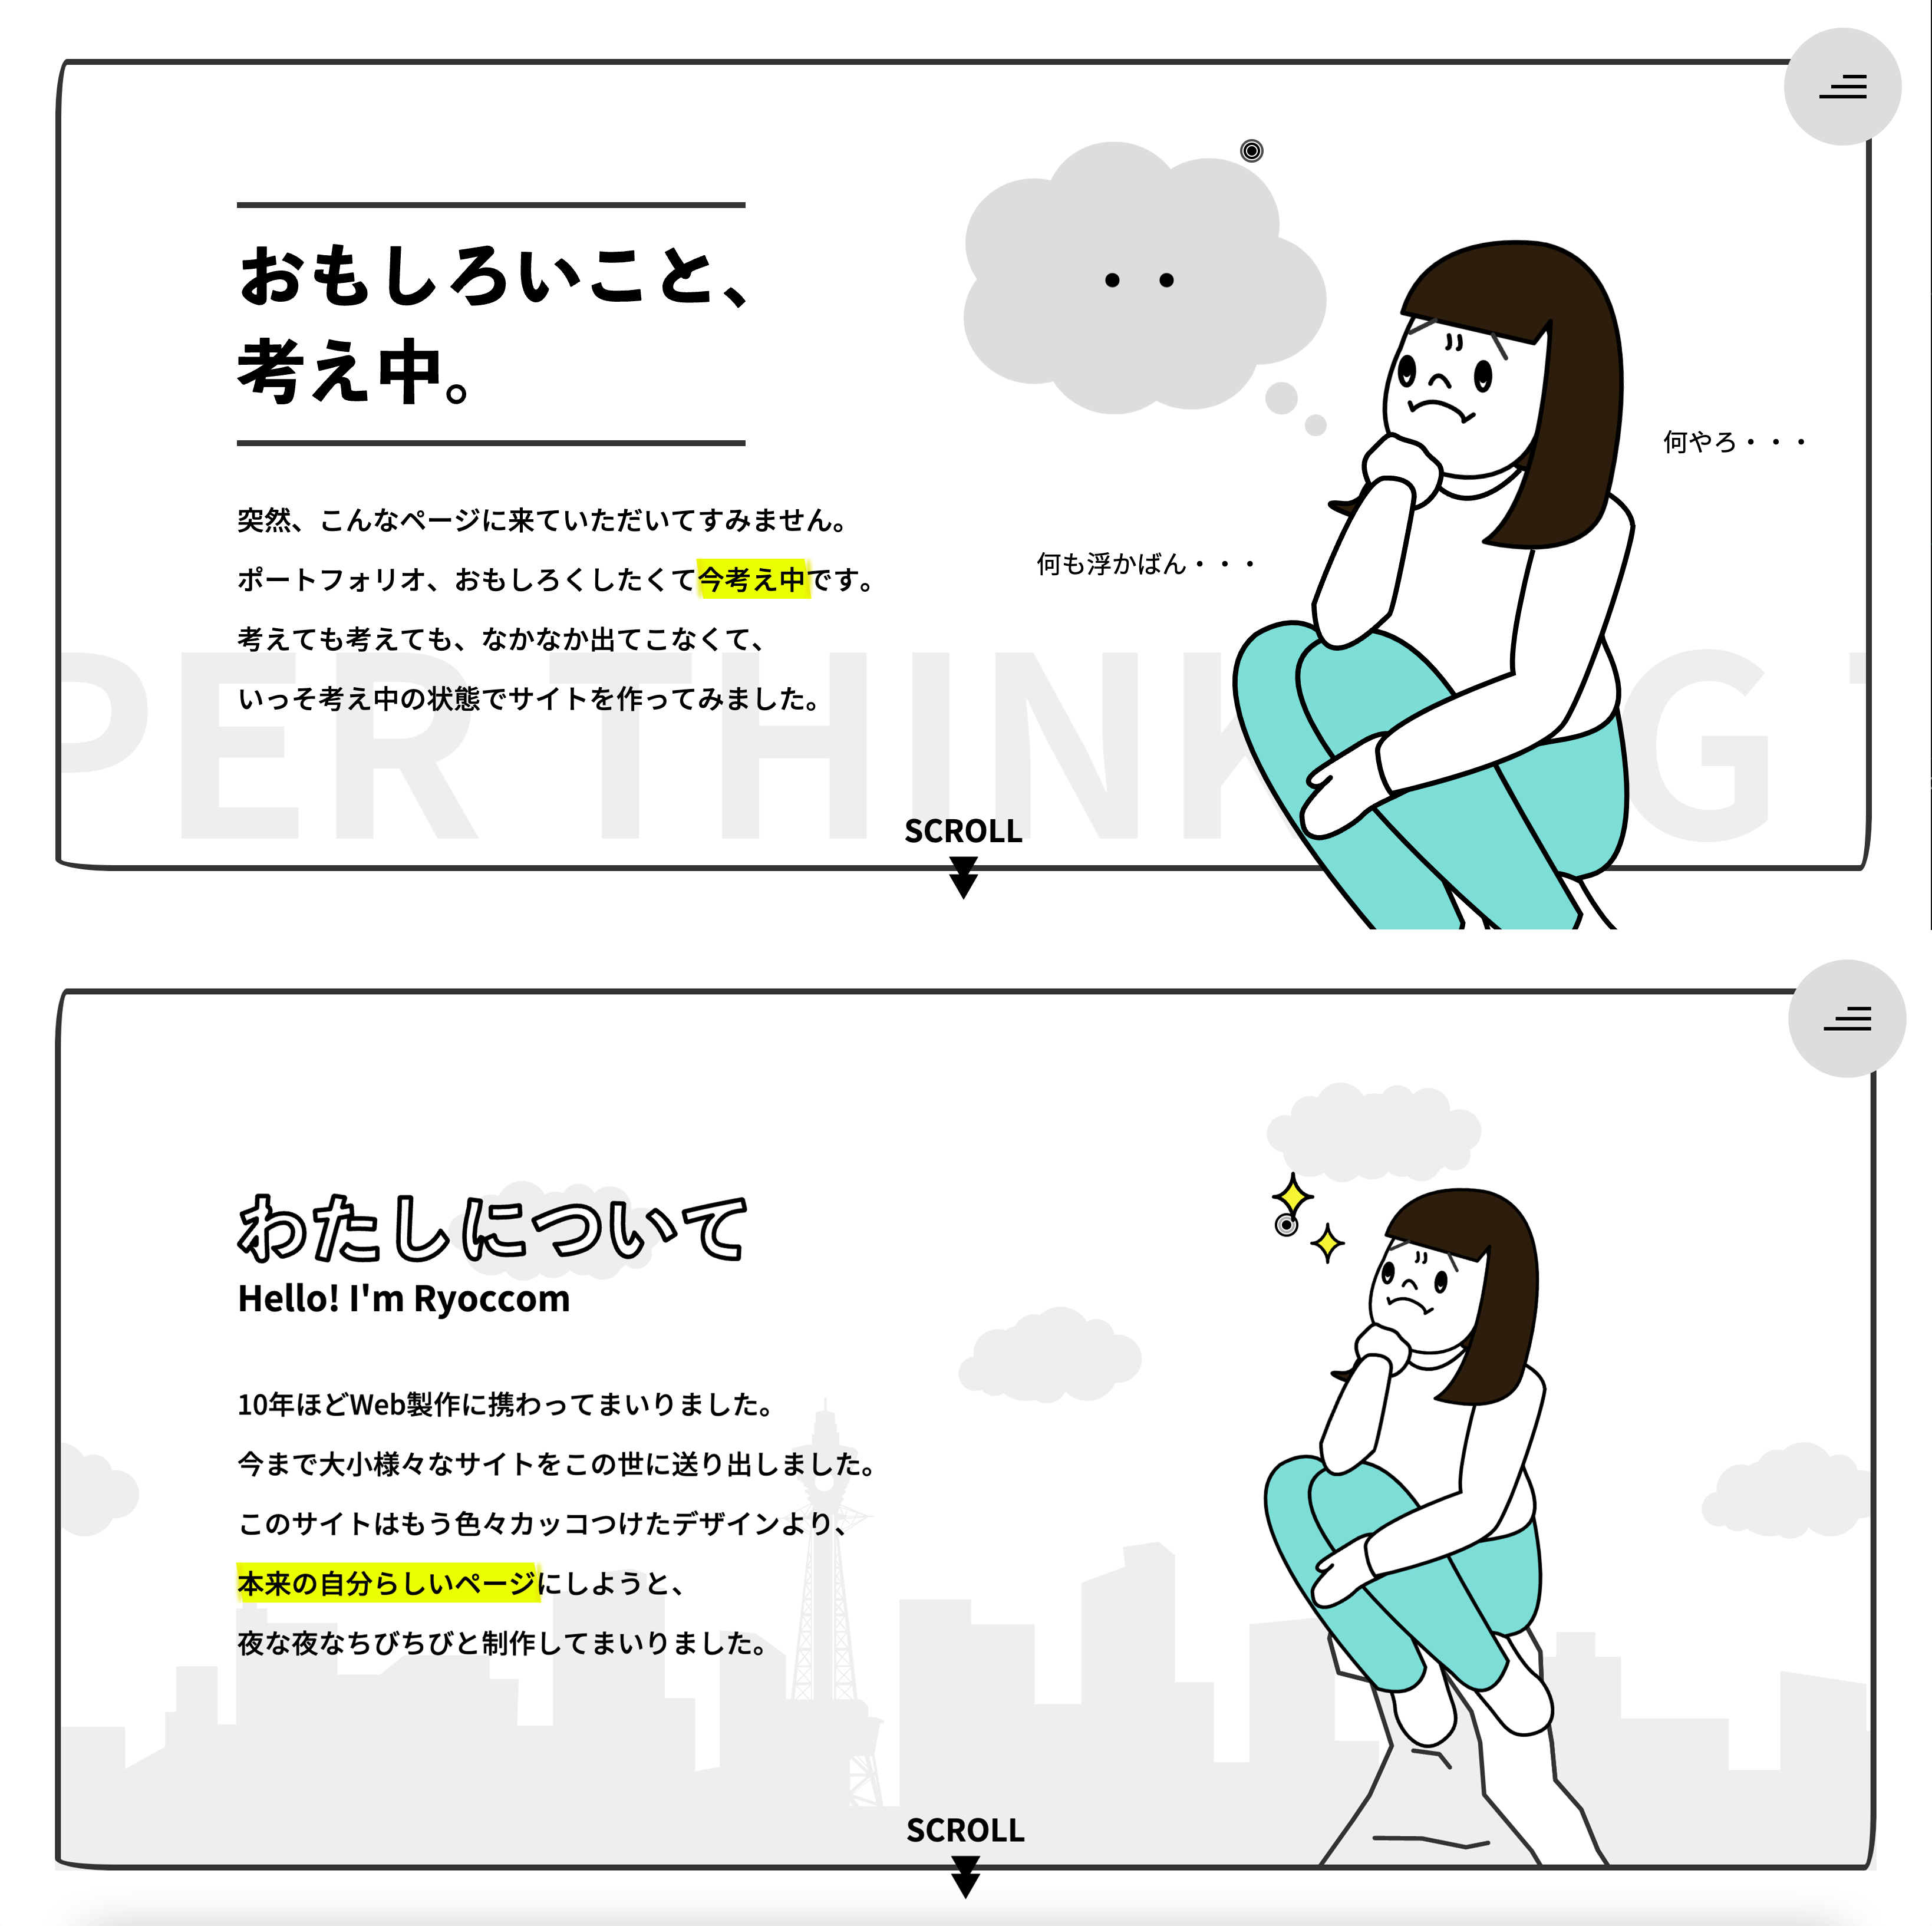 おもしろいこと、
考え中。
突然、こんなページに来ていただいてすみません。
ポートフォリオ、おもしろくしたくて今考え中です。
考えても考えても、なかなか出てこなくて、
いっそ考え中の状態でサイトを作ってみました。
何やろ・・・
何も浮かばん・・・
PER THINK G T
SCROLL
わたしについて
Hello! I'm Ryoccom
10年ほどWeb製作に携わってまいりました。
今まで大小様々なサイトをこの世に送り出しました。
このサイトはもう色々カッコつけたデザインより、
本来の自分らしいページにしようと、
夜な夜なちびちびと制作してまいりました。
SCROLL